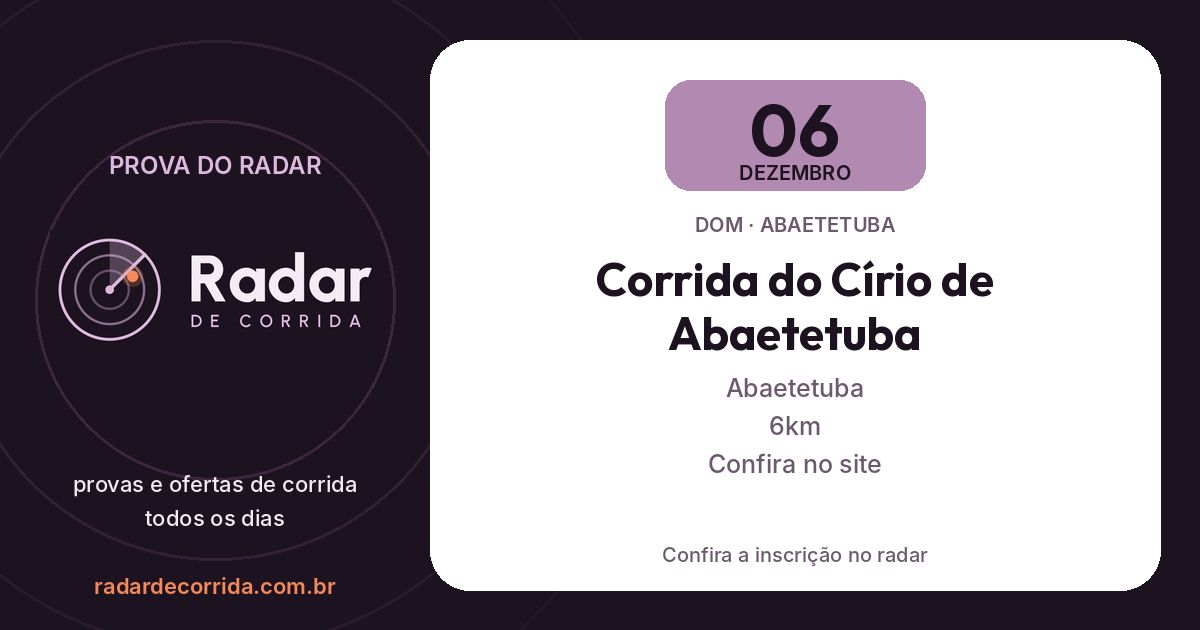 PROVA DO RADAR
Radar
DE CORRIDA
provas e ofertas de corrida
todos os dias
radardecorrida.com.br
06
DEZEMBRO
DOM · ABAETETUBA
Corrida do Círio de
Abaetetuba
Abaetetuba
6km
Confira no site
Confira a inscrição no radar